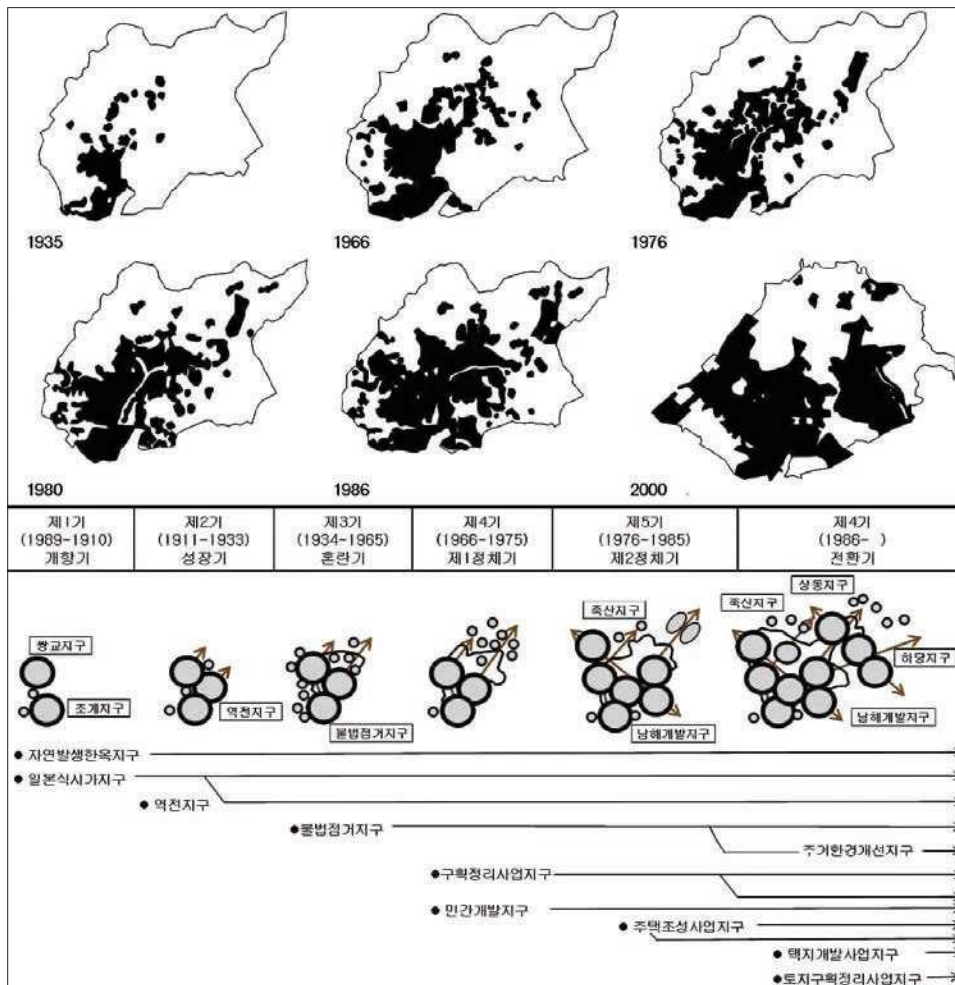 1935
1966
1976
1980
1986
2000
제1기
(1989-1910)
개항기
제2기
(1911-1933)
성장기
제3기
(1934-1965)
혼란기
제4기
(1966-1975)
제1정체기
제5기
(1976-1985)
제2정체기
제4기
(1986- )
전환기
쌍교지구
조계지구
역전지구
불법점거지구
죽산지구
남해개발지구
죽산지구
상동지구
하당지구
남해개발지구
● 자연발생한옥지구
● 일본식시가지구
● 역전지구
● 불법점거지구
주거환경개선지구
● 구획정리사업지구
● 민간개발지구
● 주택조성사업지구
● 택지개발사업지구
● 토지구획정리사업지구